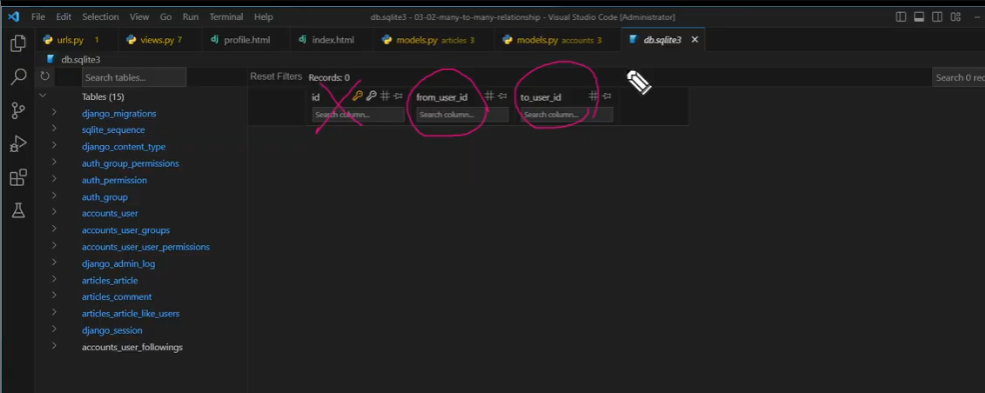 File Edit Selection View Go Run Terminal Help db.sqlite3 - 03-02-many-to-many-relationship - Visual Studio Code [Administrator]
urls.py 1 views.py 7 profile.html index.html models.py articles 3 models.py accounts 3 db.sqlite3
db.sqlite3
Search tables... Reset Filters Records: 0 Search 0 rec
Tables (15) id from_user_id to_user_id
Search column... Search column... Search column...
django_migrations
sqlite_sequence
django_content_type
auth_group_permissions
auth_permission
auth_group
accounts_user
accounts_user_groups
accounts_user_user_permissions
django_admin_log
articles_article
articles_comment
articles_article_like_users
django_session
accounts_user_followings